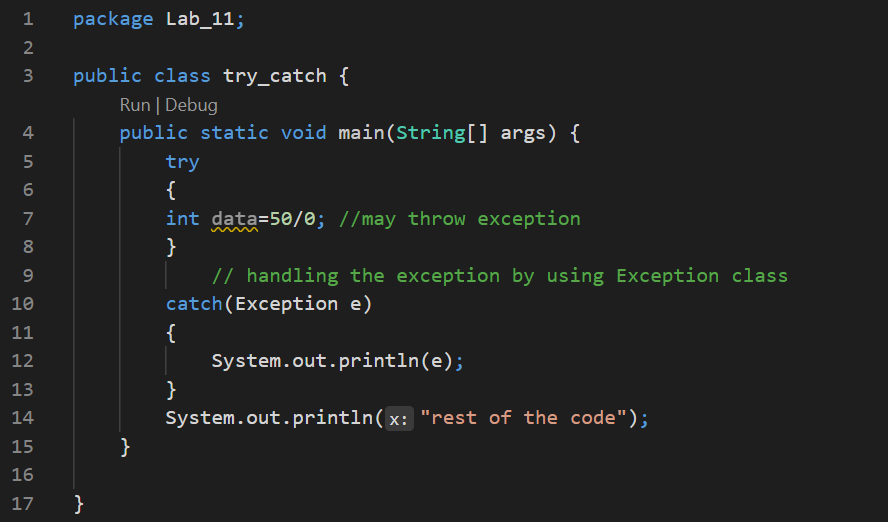 1 package Lab_11;
2
3 public class try_catch {
Run | Debug
4 public static void main(String[] args) {
5 try
6 {
7 int data=50/0; //may throw exception
8 }
9 // handling the exception by using Exception class
10 catch(Exception e)
11 {
12 System.out.println(e);
13 }
14 System.out.println(x: "rest of the code");
15 }
16
17 }